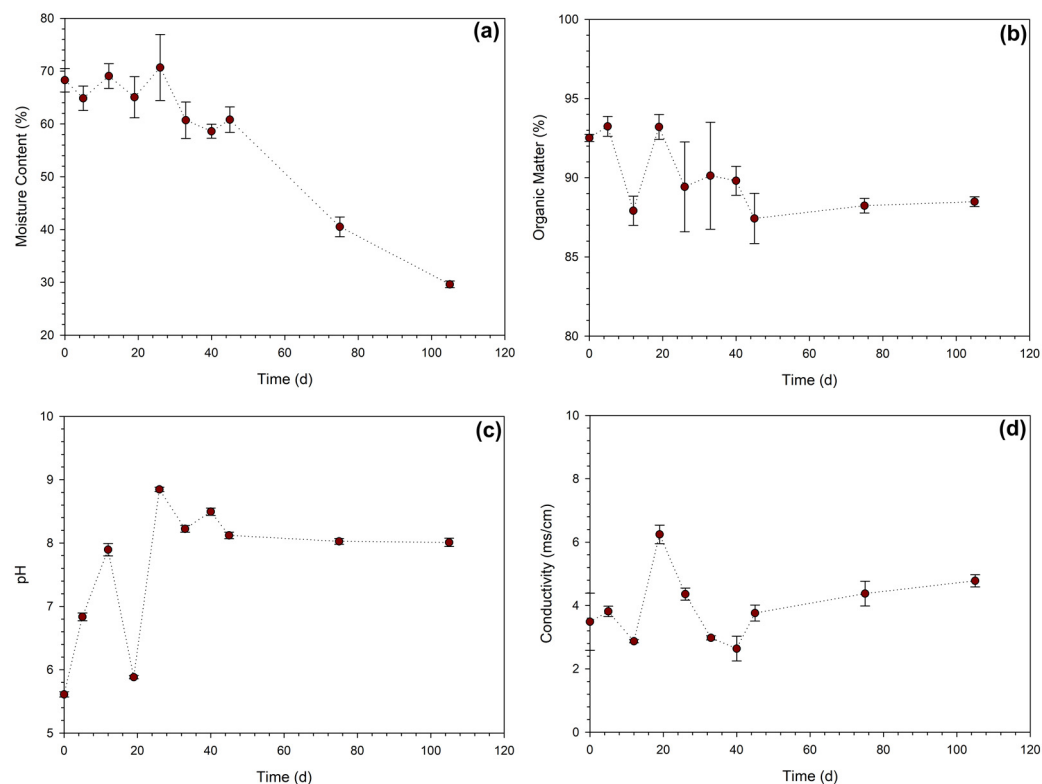 (a)
Moisture Content (%)
80
70
60
50
40
30
20
0 20 40 60 80 100 120
Time (d)
(b)
Organic Matter (%)
100
95
90
85
80
0 20 40 60 80 100 120
Time (d)
(c)
pH
10
9
8
7
6
5
0 20 40 60 80 100 120
Time (d)
(d)
Conductivity (ms/cm)
10
8
6
4
2
0
0 20 40 60 80 100 120
Time (d)